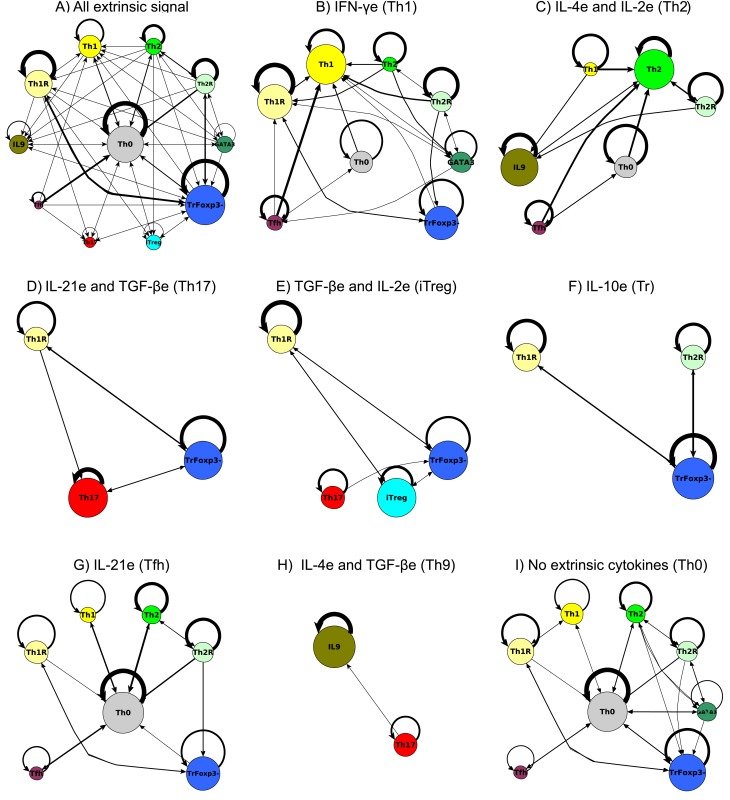 A) All extrinsic signal
B) IFN-γe (Th1)
C) IL-4e and IL-2e (Th2)
Th1
Th2
Th1R
Th2R
IL9
Th0
GATA3
TrFoxp3-
iTreg
Th1
Th2
Th1R
Th2R
Th0
GATA3
Tfh
TrFoxp3-
Th1
Th2
Th2R
IL9
Th0
Tfh
D) IL-21e and TGF-βe (Th17)
E) TGF-βe and IL-2e (iTreg)
F) IL-10e (Tr)
Th1R
TrFoxp3-
Th17
Th1R
TrFoxp3-
Th17
iTreg
Th1R
Th2R
TrFoxp3-
G) IL-21e (Tfh)
H) IL-4e and TGF-βe (Th9)
I) No extrinsic cytokines (Th0)
Th1
Th2
Th1R
Th2R
Th0
Tfh
TrFoxp3-
IL9
Th17
Th1
Th2
Th1R
Th2R
Th0
GATA3
Tfh
TrFoxp3-